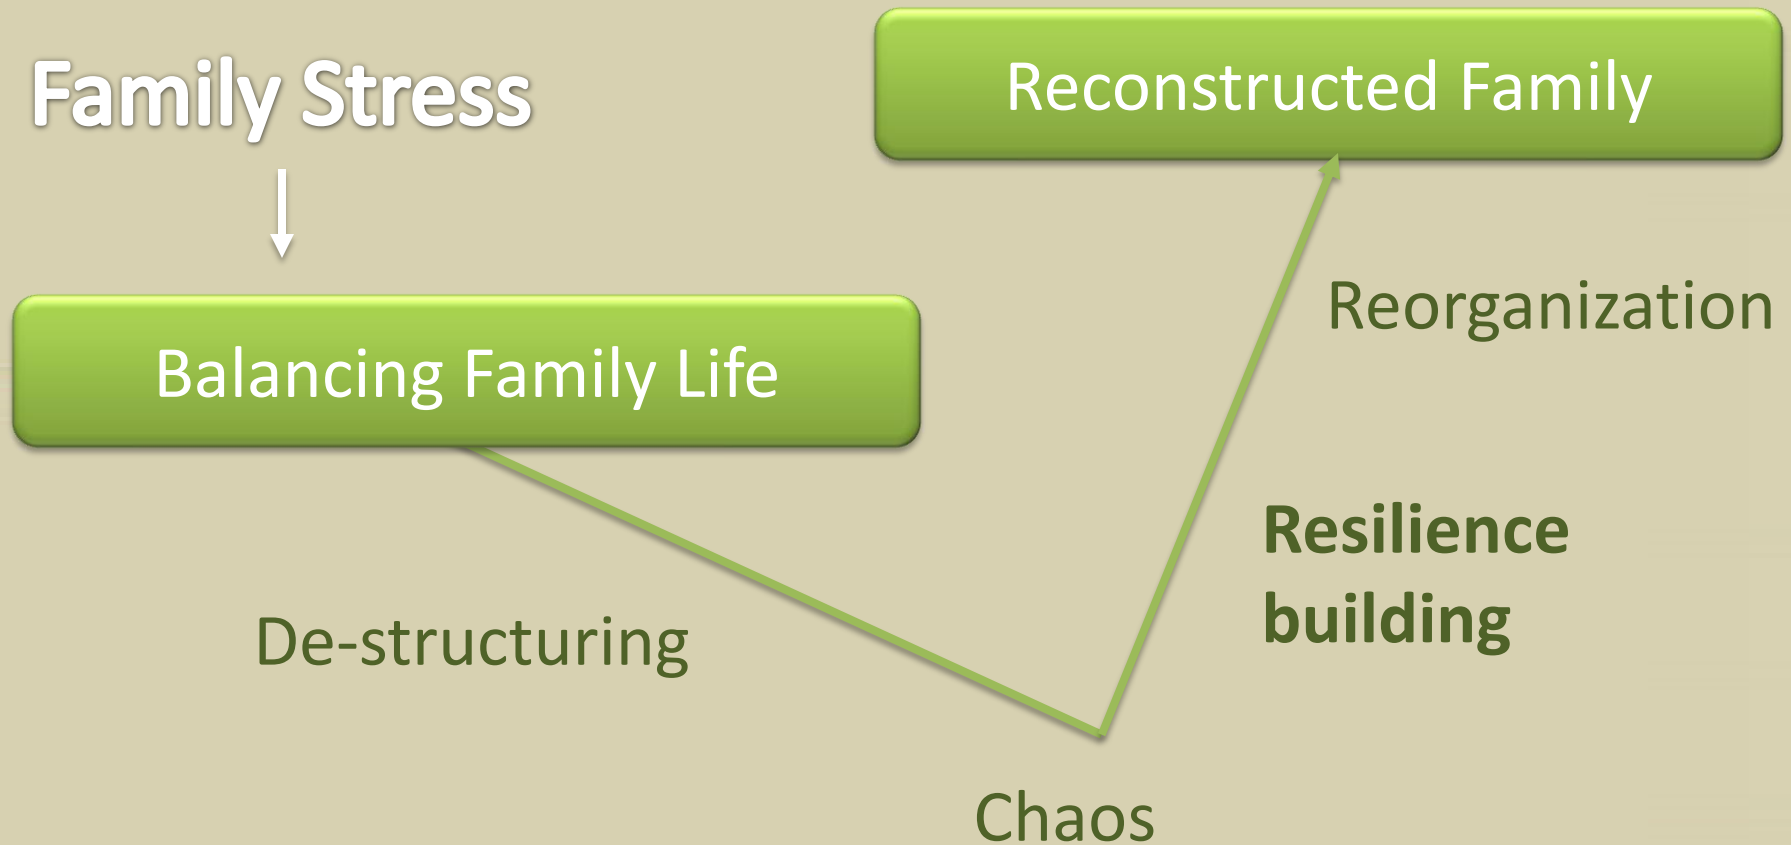 Family Stress
Reconstructed Family
Balancing Family Life
Reorganization
Resilience
building
De-structuring
Chaos